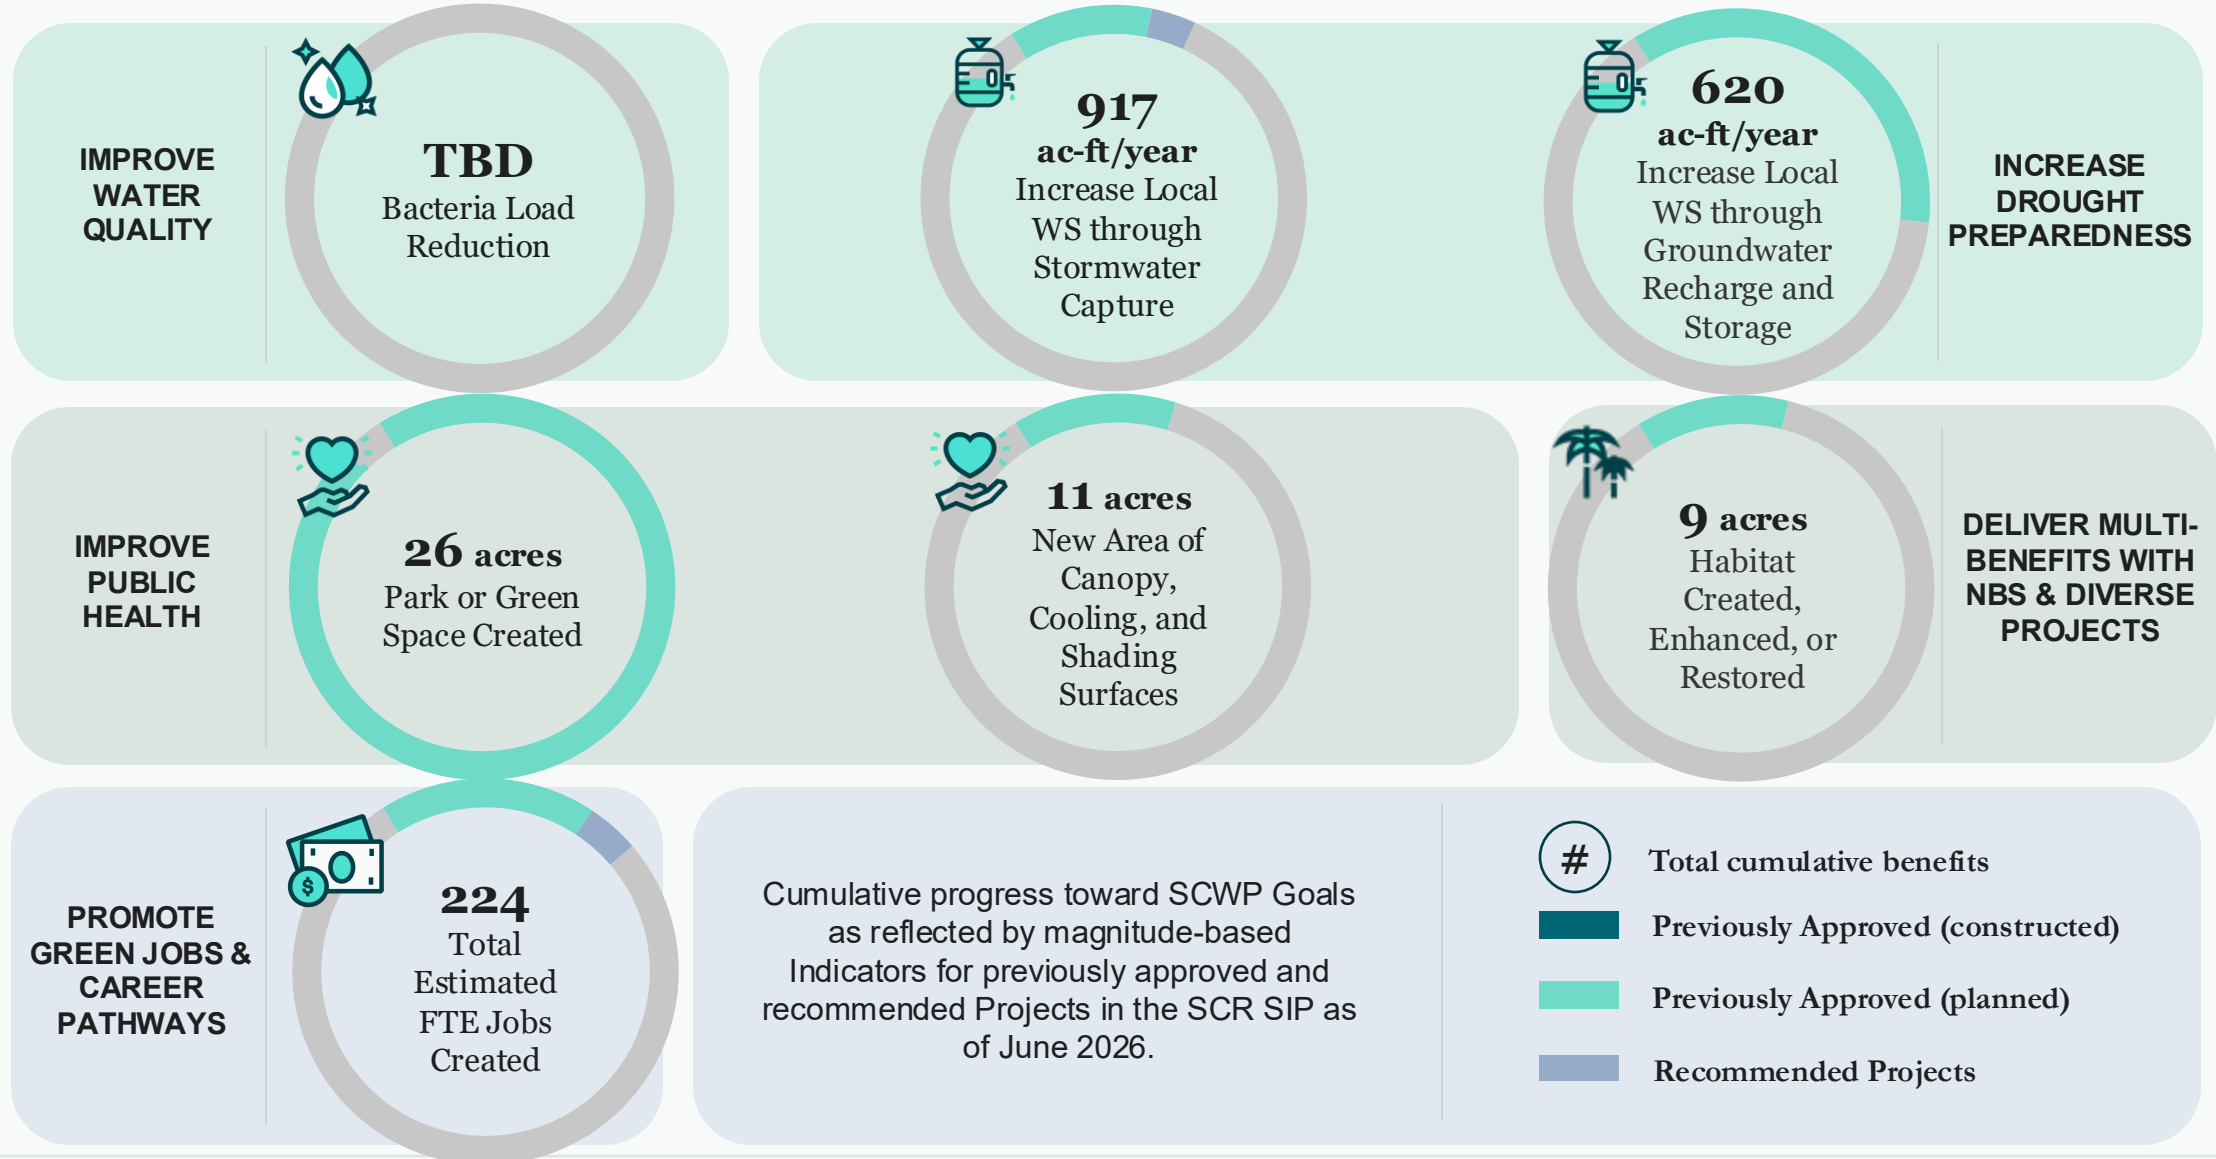 IMPROVE
WATER
QUALITY
TBD
Bacteria Load
Reduction
917
ac-ft/year
Increase Local
WS through
Stormwater
Capture
620
ac-ft/year
Increase Local
WS through
Groundwater
Recharge and
Storage
INCREASE
DROUGHT
PREPAREDNESS
IMPROVE
PUBLIC
HEALTH
26 acres
Park or Green
Space Created
11 acres
New Area of
Canopy,
Cooling, and
Shading
Surfaces
9 acres
Habitat
Created,
Enhanced, or
Restored
DELIVER MULTI-
BENEFITS WITH
NBS & DIVERSE
PROJECTS
PROMOTE
GREEN JOBS &
CAREER
PATHWAYS
$
224
Total
Estimated
FTE Jobs
Created
Cumulative progress toward SCWP Goals
as reflected by magnitude-based
Indicators for previously approved and
recommended Projects in the SCR SIP as
of June 2026.
# Total cumulative benefits
Previously Approved (constructed)
Previously Approved (planned)
Recommended Projects